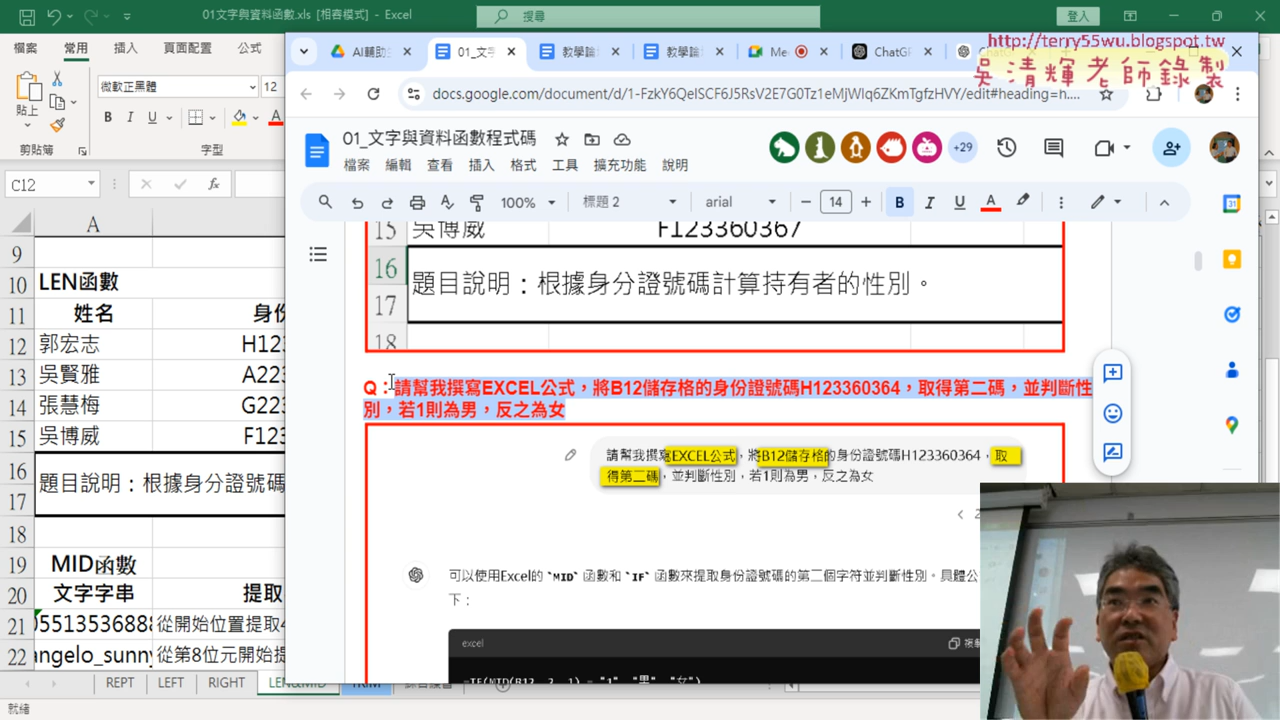 01文字與資料函數.xls [相容模式] - Excel
搜尋
登入
檔案
常用
插入
頁面配置
公式
貼上
剪貼簿
微軟正黑體
12
B I U
A
字型
C12
fx
A
9
10 LEN函數
11 姓名 身份
12 郭宏志 H12
13 吳賢雅 A22
14 張慧梅 G22
15 吳博威 F12
16
17
題目說明：根據身分證號碼
18
19 MID函數
20 文字字串 提取
21 05513536888 從開始位置提取4
22 angelo_sunny 從第8位元開始提
REPT
LEFT
RIGHT
LEN&MID
TRIM
就緒
AI輔助
01_文字
教學論
教學論
Me
ChatGP
http://terry55wu.blogspot.tw
吳清輝老師錄製
docs.google.com/document/d/1-FzkY6QelSCF6J5RsV2E7G0Tz1eMjWlq6ZKmTgfzHVY/edit#heading=h....
01_文字與資料函數程式碼
+29
檔案 編輯 查看 插入 格式 工具 擴充功能 說明
100%
標題 2
arial
14
B I U A
15 吳博威 F123360367
16
17
題目說明：根據身分證號碼計算持有者的性別。
18
Q：請幫我撰寫EXCEL公式，將B12儲存格的身份證號碼H123360364，取得第二碼，並判斷性
別，若1則為男，反之為女
請幫我撰寫EXCEL公式，將B12儲存格的身份證號碼H123360364，取
得第二碼，並判斷性別，若1則為男，反之為女
可以使用Excel的 `MID` 函數和 `IF` 函數來提取身份證號碼的第二個字符並判斷性別。具體公
下：
excel
複製
=IF(MID(B12, 2, 1) = "1", "男", "女")